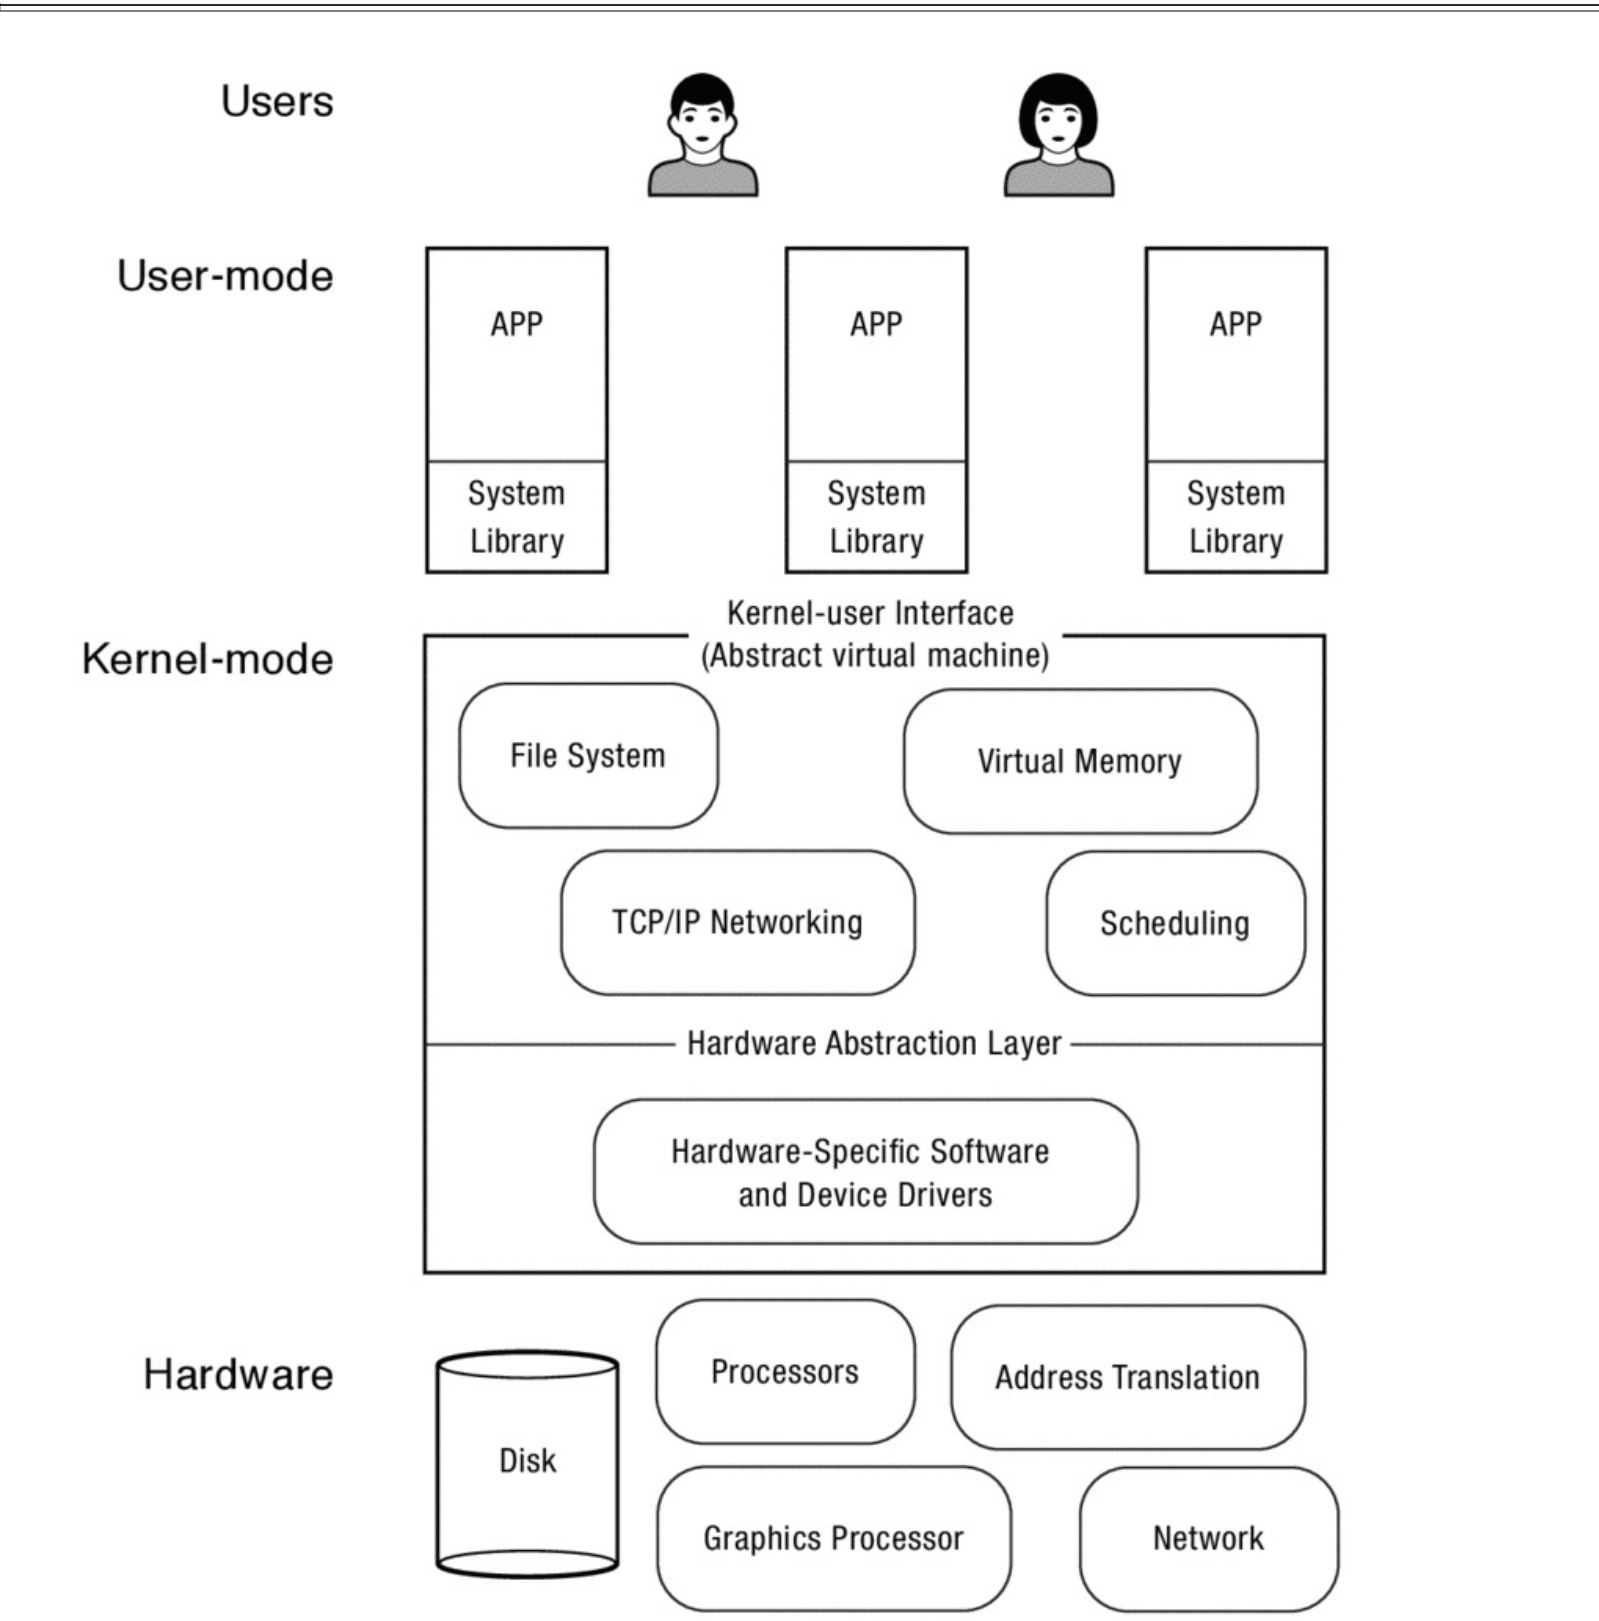 Users
User-mode
APP
APP
APP
System
Library
System
Library
System
Library
Kernel-user Interface
(Abstract virtual machine)
Kernel-mode
File System
Virtual Memory
TCP/IP Networking
Scheduling
Hardware Abstraction Layer
Hardware-Specific Software
and Device Drivers
Hardware
Processors
Address Translation
Disk
Graphics Processor
Network